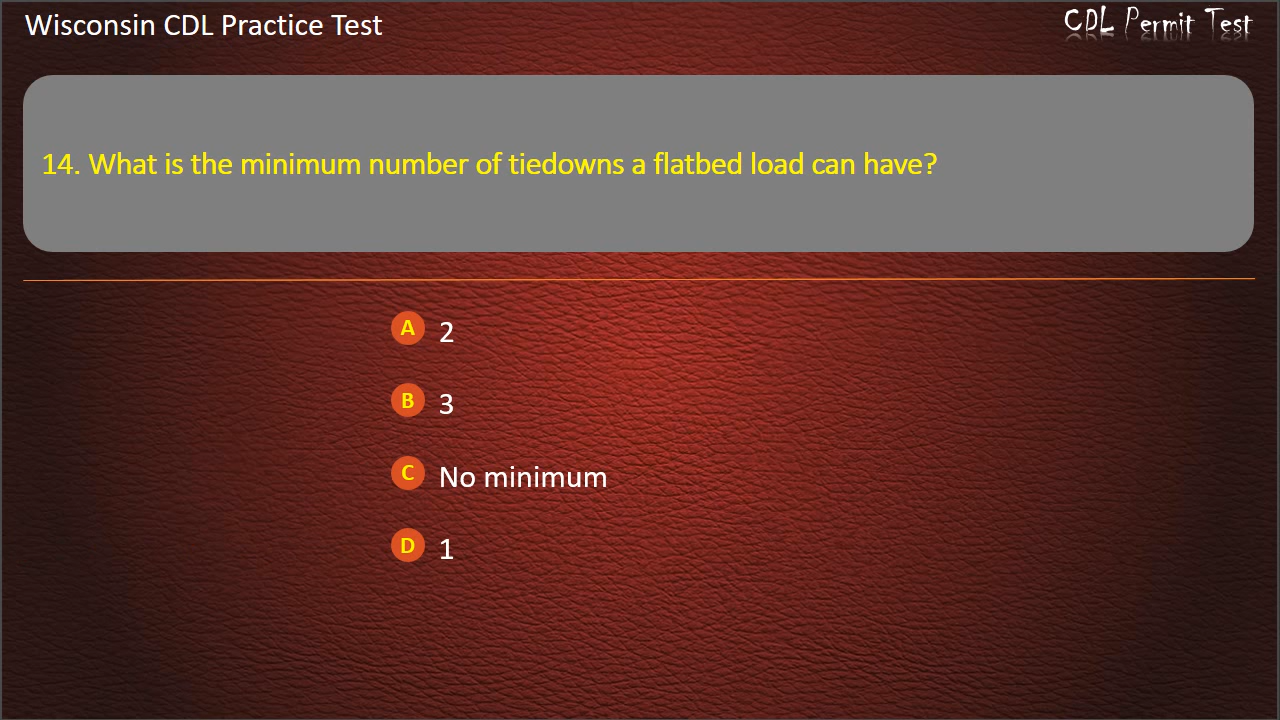 Wisconsin CDL Practice Test
CDL Permit Test
14. What is the minimum number of tiedowns a flatbed load can have?
A 2
B 3
C No minimum
D 1